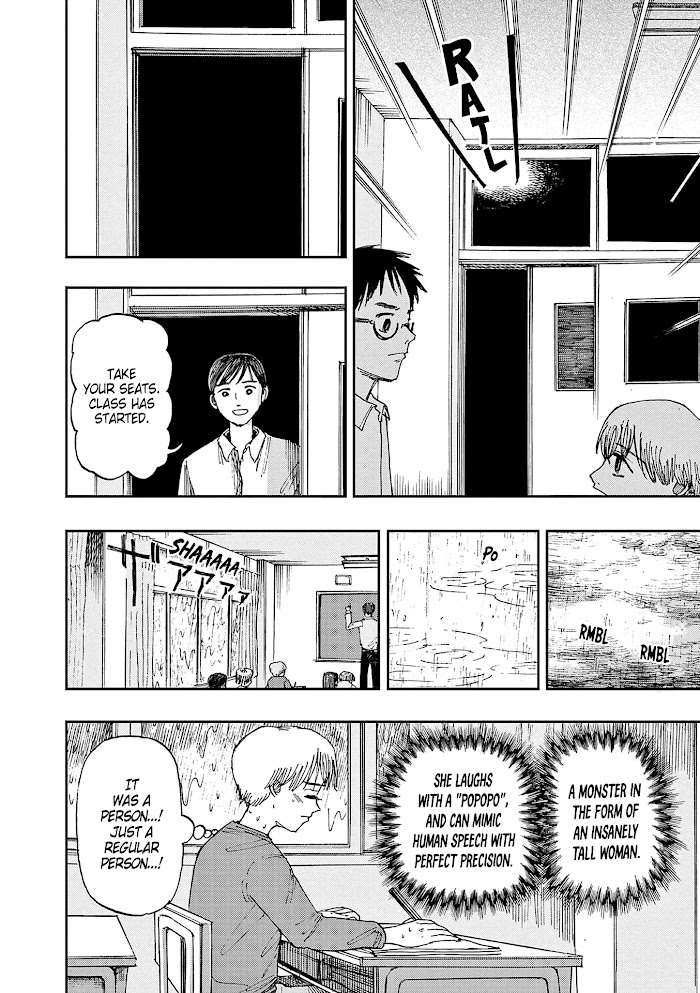 RATL
TAKE
YOUR SEATS.
CLASS HAS
STARTED.
RMBL
RMBL
PO
SHAAAAA
ザアアアァ
A MONSTER IN
THE FORM OF
AN INSANELY
TALL WOMAN.
SHE LAUGHS
WITH A "POPOPO",
AND CAN MIMIC
HUMAN SPEECH WITH
PERFECT PRECISION.
IT
WAS A
PERSON...!
JUST A
REGULAR
PERSON...!